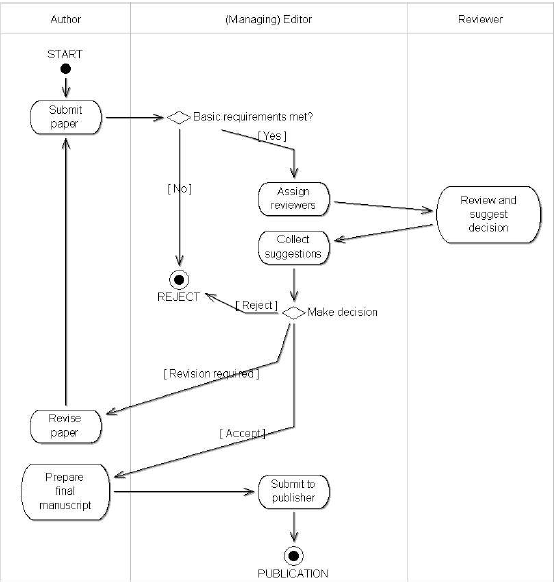 Author
(Managing) Editor
Reviewer
START
Submit
paper
Basic requirements met?
[ Yes ]
[ No ]
Assign
reviewers
Review and
suggest
decision
Collect
suggestions
REJECT
[ Reject ]
Make decision
[ Revision required ]
Revise
paper
[ Accept ]
Prepare
final
manuscript
Submit to
publisher
PUBLICATION